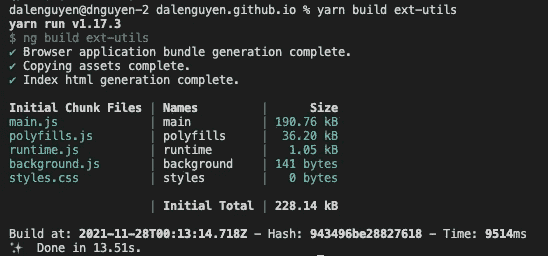 dalenguyen@dnguyen-2 dalenguyen.github.io % yarn build ext-utils
yarn run v1.17.3
$ ng build ext-utils
✔ Browser application bundle generation complete.
✔ Copying assets complete.
✔ Index html generation complete.
Initial Chunk Files | Names | Size
main.js | main | 190.76 kB
polyfills.js | polyfills | 36.20 kB
runtime.js | runtime | 1.05 kB
background.js | background | 141 bytes
styles.css | styles | 0 bytes
| Initial Total | 228.14 kB
Build at: 2021-11-28T00:13:14.718Z - Hash: 943496be28827618 - Time: 9514ms
✨ Done in 13.51s.